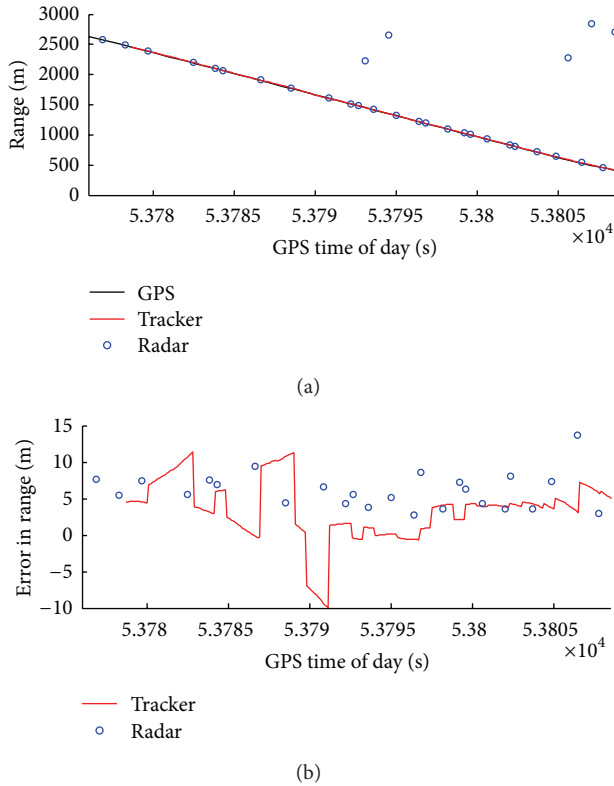 3000
2500
2000
1500
1000
500
0
Range (m)
5.378 5.3785 5.379 5.3795 5.38 5.3805
×10⁴
GPS time of day (s)
GPS
Tracker
Radar
(a)
15
10
5
0
−5
−10
Error in range (m)
5.378 5.3785 5.379 5.3795 5.38 5.3805
×10⁴
GPS time of day (s)
Tracker
Radar
(b)